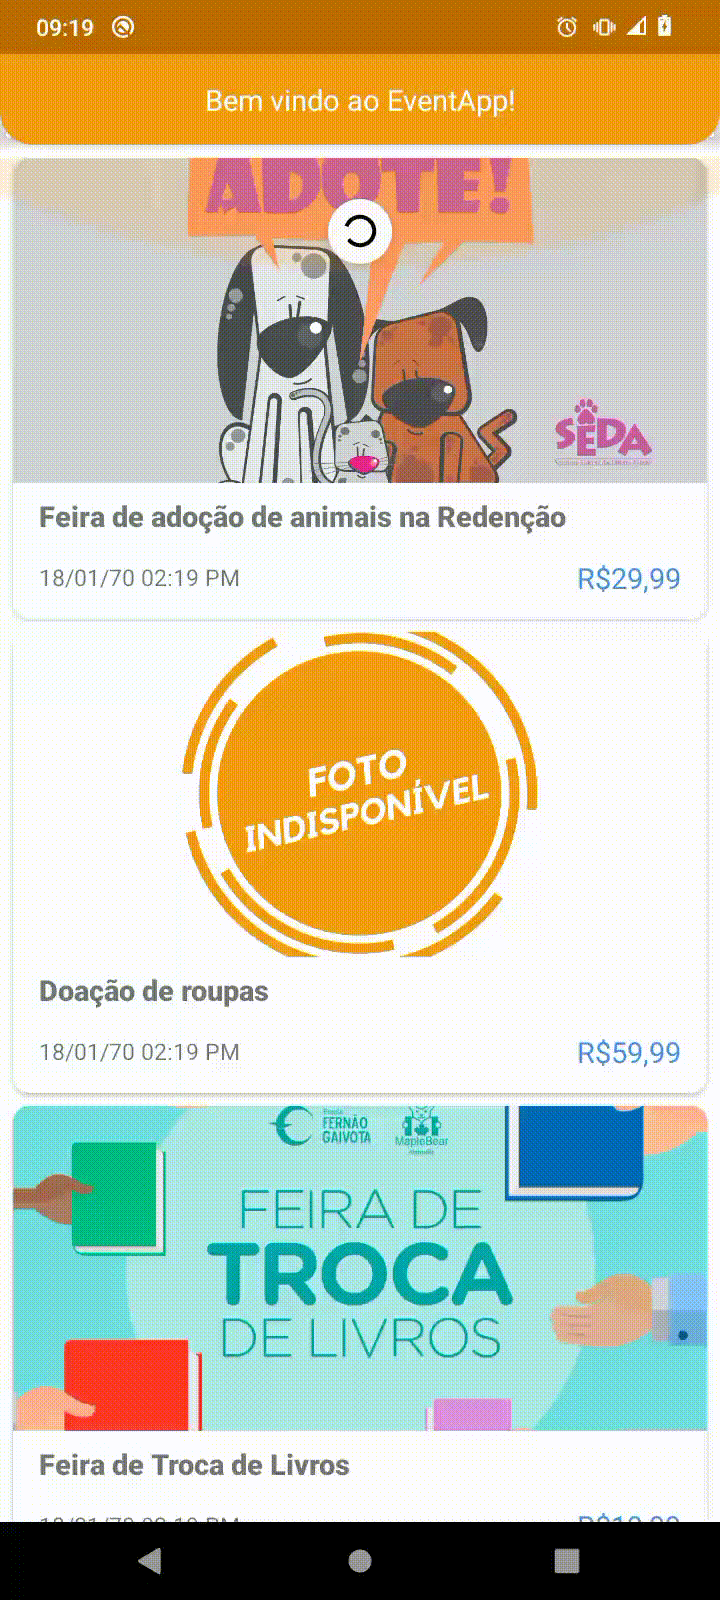 09:19
Bem vindo ao EventApp!
ADOTE!
SEDA
Feira de adoção de animais na Redenção
18/01/70 02:19 PM R$29,99
FOTO
INDISPONÍVEL
Doação de roupas
18/01/70 02:19 PM R$59,99
FERNÃO
GAIVOTA MapleBear
FEIRA DE
TROCA
DE LIVROS
Feira de Troca de Livros